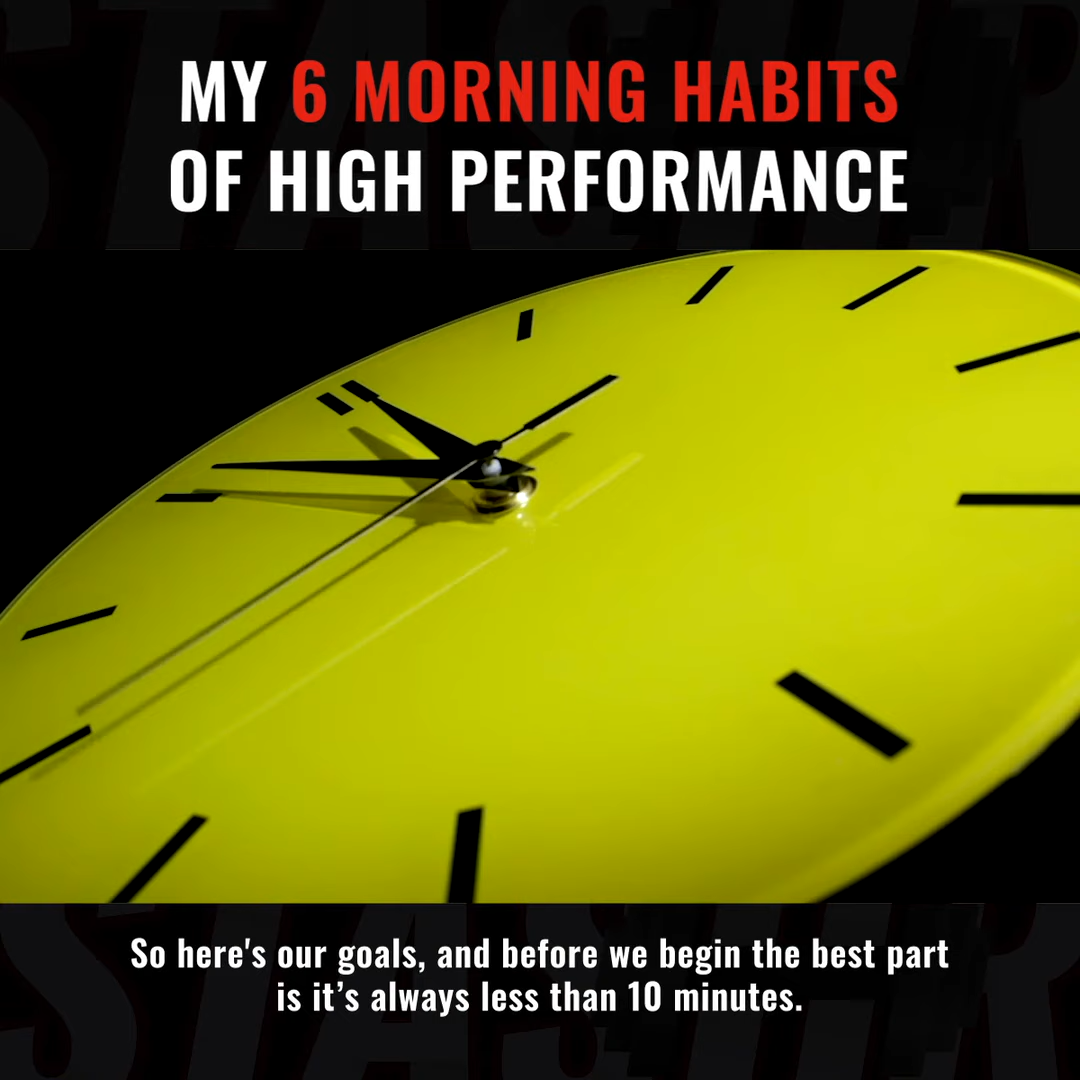 MY 6 MORNING HABITS
OF HIGH PERFORMANCE
So here's our goals, and before we begin the best part
is it’s always less than 10 minutes.